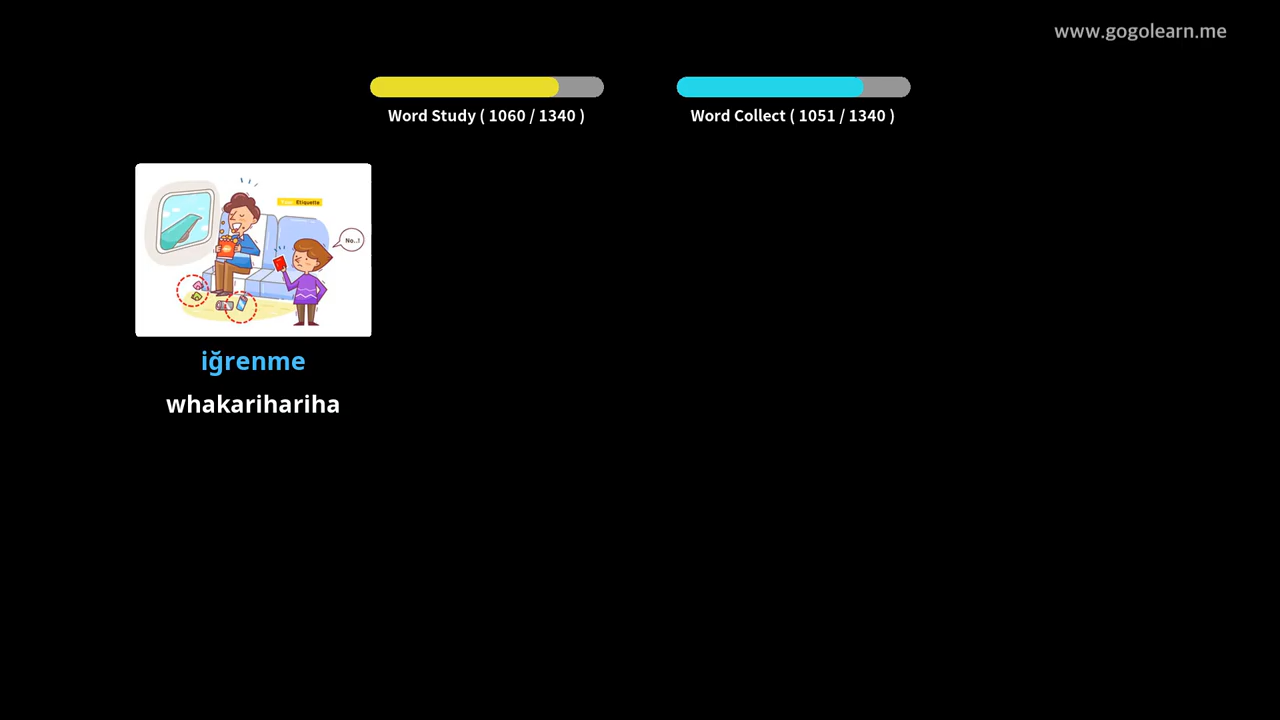 www.gogolearn.me
Word Study ( 1060 / 1340 )
Word Collect ( 1051 / 1340 )
Etiquette
No..!
iğrenme
whakarihariha